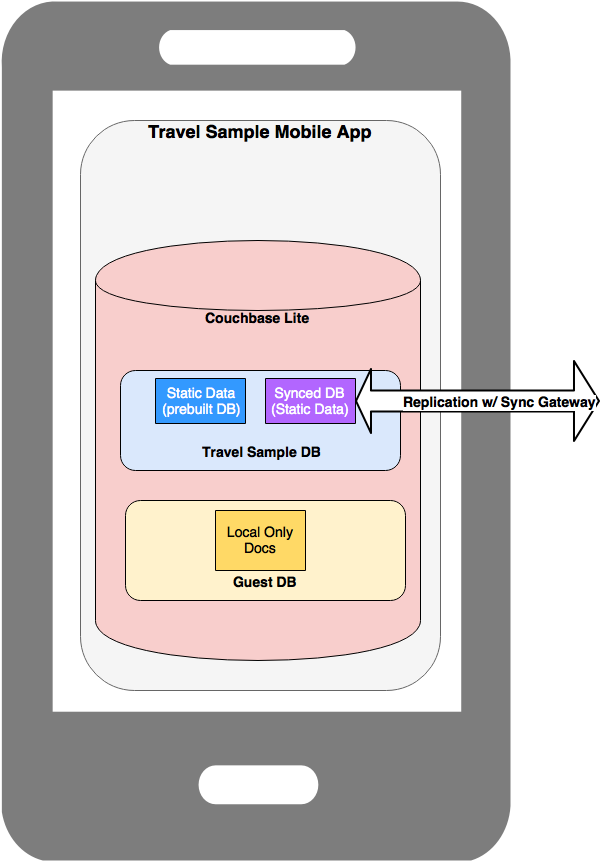 Travel Sample Mobile App
Couchbase Lite
Static Data
(prebuilt DB)
Synced DB
(Static Data)
Replication w/ Sync Gateway
Travel Sample DB
Local Only
Docs
Guest DB